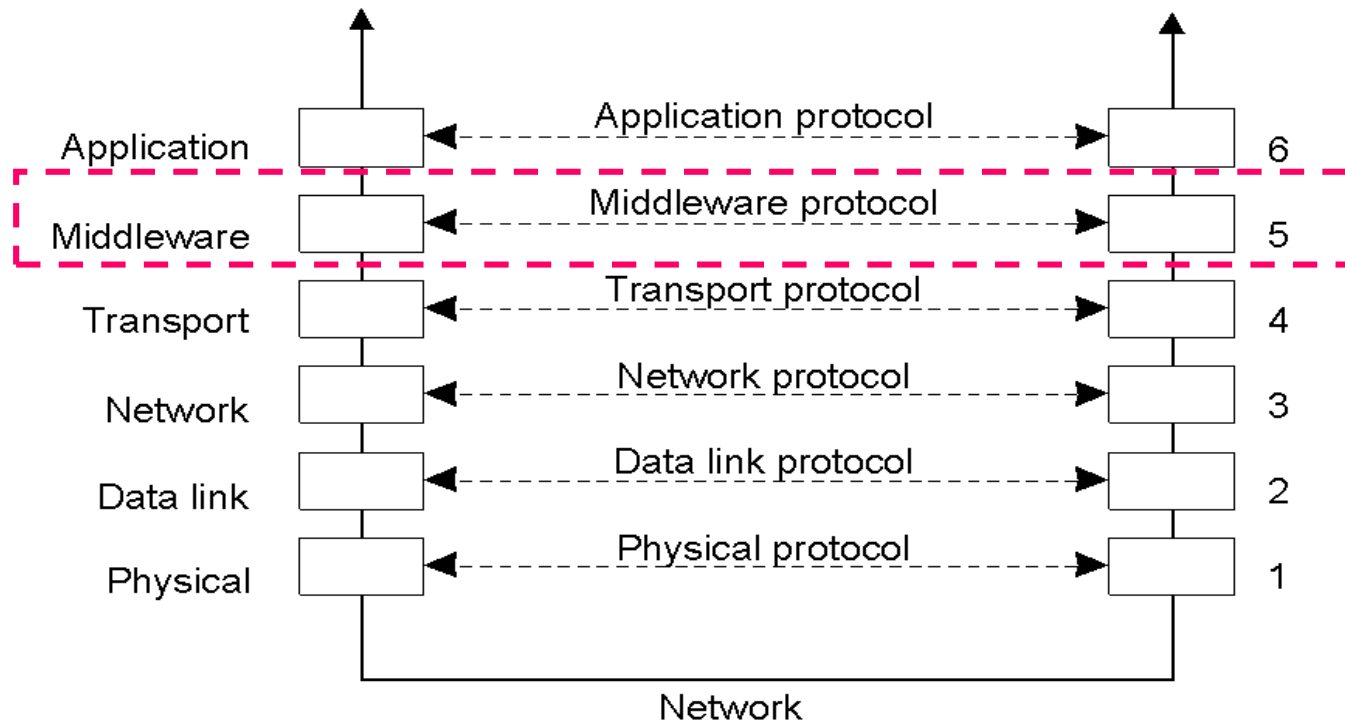 Application
Application protocol
6
Middleware
Middleware protocol
5
Transport
Transport protocol
4
Network
Network protocol
3
Data link
Data link protocol
2
Physical
Physical protocol
1
Network